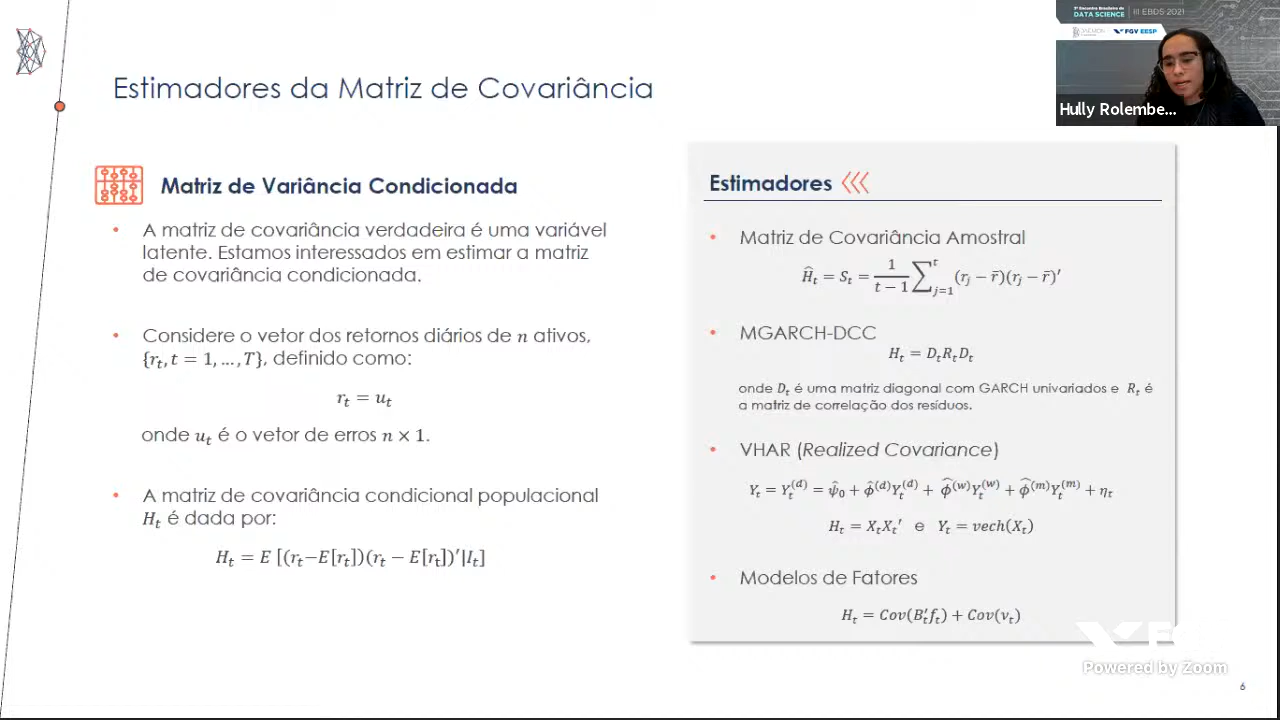 3º Encontro Brasileiro de
DATA SCIENCE
III EBDS 2021
DAEMON
FGV EESP
Hully Rolembe...
Estimadores da Matriz de Covariância
Matriz de Variância Condicionada
• A matriz de covariância verdadeira é uma variável
latente. Estamos interessados em estimar a matriz
de covariância condicionada.
• Considere o vetor dos retornos diários de n ativos,
{r_t, t = 1, ..., T}, definido como:
r_t = u_t
onde u_t é o vetor de erros n × 1.
• A matriz de covariância condicional populacional
H_t é dada por:
H_t = E [(r_t−E[r_t])(r_t − E[r_t])′|I_t]
Estimadores
• Matriz de Covariância Amostral
Ĥ_t = S_t = 1/(t − 1) ∑_{j=1}^{t} (r_j − r̄)(r_j − r̄)′
• MGARCH-DCC
H_t = D_t R_t D_t
onde D_t é uma matriz diagonal com GARCH univariados e R_t é
a matriz de correlação dos resíduos.
• VHAR (Realized Covariance)
Y_t = Y_t^(d) = ψ̂_0 + ϕ̂^(d) Y_t^(d) + ϕ̂^(w) Y_t^(w) + ϕ̂^(m) Y_t^(m) + η_t
H_t = X_t X_t′ e Y_t = vech(X_t)
• Modelos de Fatores
H_t = Cov(B_t′ f_t) + Cov(ν_t)
Powered by Zoom
6